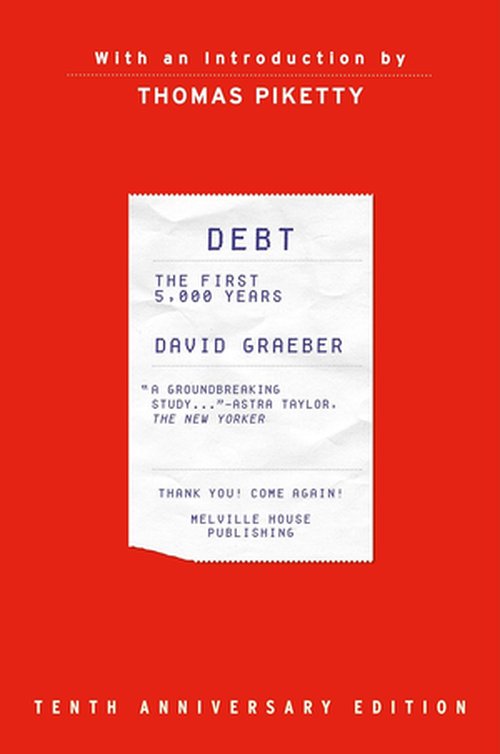 With an Introduction by
THOMAS PIKETTY
DEBT
THE FIRST
5,000 YEARS
DAVID GRAEBER
"A GROUNDBREAKING
STUDY..."–ASTRA TAYLOR,
THE NEW YORKER
THANK YOU! COME AGAIN!
MELVILLE HOUSE
PUBLISHING
TENTH ANNIVERSARY EDITION